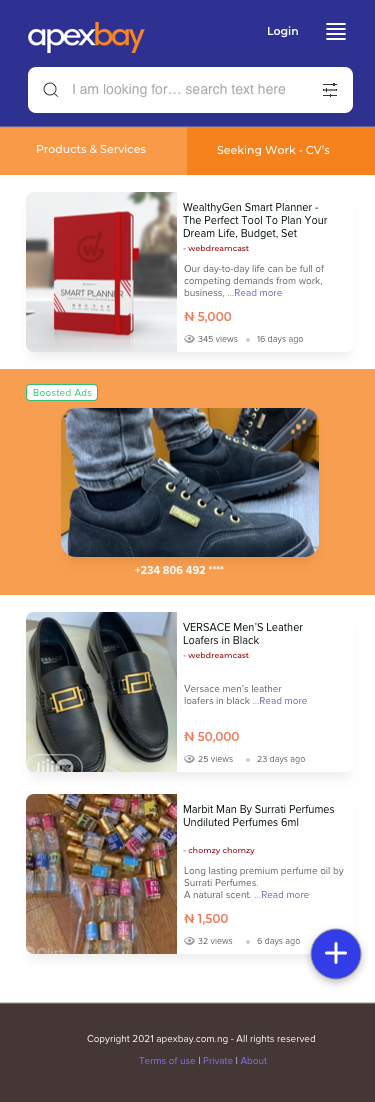 apexbay
Login
I am looking for... search text here
Products & Services
Seeking Work - CV's
WealthyGen Smart Planner -
The Perfect Tool To Plan Your
Dream Life, Budget, Set
- webdreamcast
Our day-to-day life can be full of
competing demands from work,
business, ...Read more
₦ 5,000
345 views
16 days ago
SMART PLANNER
Boosted Ads
+234 806 492 ****
VERSACE Men'S Leather
Loafers in Black
- webdreamcast
Versace men's leather
loafers in black ...Read more
₦ 50,000
25 views
23 days ago
Marbit Man By Surrati Perfumes
Undiluted Perfumes 6ml
- chomzy chomzy
Long lasting premium perfume oil by
Surrati Perfumes.
A natural scent. ...Read more
₦ 1,500
32 views
6 days ago
Copyright 2021 apexbay.com.ng - All rights reserved
Terms of use | Private | About